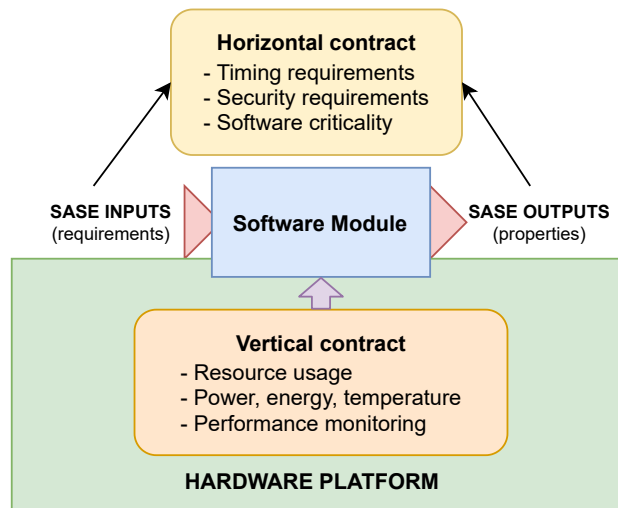 Horizontal contract
- Timing requirements
- Security requirements
- Software criticality
SASE INPUTS
(requirements)
Software Module
SASE OUTPUTS
(properties)
Vertical contract
- Resource usage
- Power, energy, temperature
- Performance monitoring
HARDWARE PLATFORM